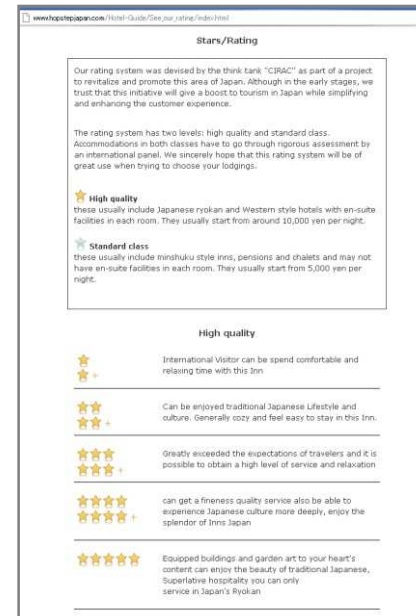 www.hopstepjapan.com/Hotel-Guide/See_our_rating/index.html
Stars/Rating
Our rating system was devised by the think tank "CIRAC" as part of a project
to revitalize and promote this area of Japan. Although in the early stages, we
trust that this initiative will give a boost to tourism in Japan while simplifying
and enhancing the customer experience.
The rating system has two levels: high quality and standard class.
Accommodations in both classes have to go through rigorous assessment by
an international panel. We sincerely hope that this rating system will be of
great use when trying to choose your lodgings.
High quality
these usually include Japanese ryokan and Western style hotels with en-suite
facilities in each room. They usually start from around 10,000 yen per night.
Standard class
these usually include minshuku style inns, pensions and chalets and may not
have en-suite facilities in each room. They usually start from 5,000 yen per
night.
High quality
International Visitor can be spend comfortable and
+ relaxing time with this Inn
Can be enjoyed traditional Japanese Lifestyle and
+ culture. Generally cozy and feel easy to stay in this Inn.
Greatly exceeded the expectations of travelers and it is
+ possible to obtain a high level of service and relaxation
can get a fineness quality service also be able to
+ experience Japanese culture more deeply, enjoy the
splendor of Inns Japan
Equipped buildings and garden art to your heart's
content can enjoy the beauty of traditional Japanese,
Superlative hospitality you can only
service in Japan's Ryokan